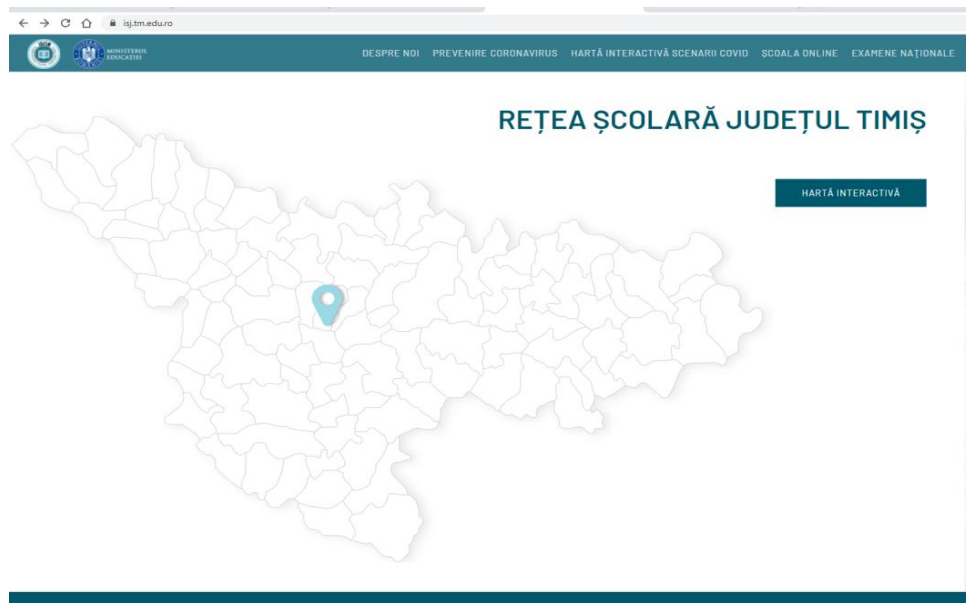 isj.tm.edu.ro
MINISTERUL
EDUCAȚIEI
DESPRE NOI PREVENIRE CORONAVIRUS HARTĂ INTERACTIVĂ SCENARII COVID ȘCOALA ONLINE EXAMENE NAȚIONALE
REȚEA ȘCOLARĂ JUDEȚUL TIMIȘ
HARTĂ INTERACTIVĂ